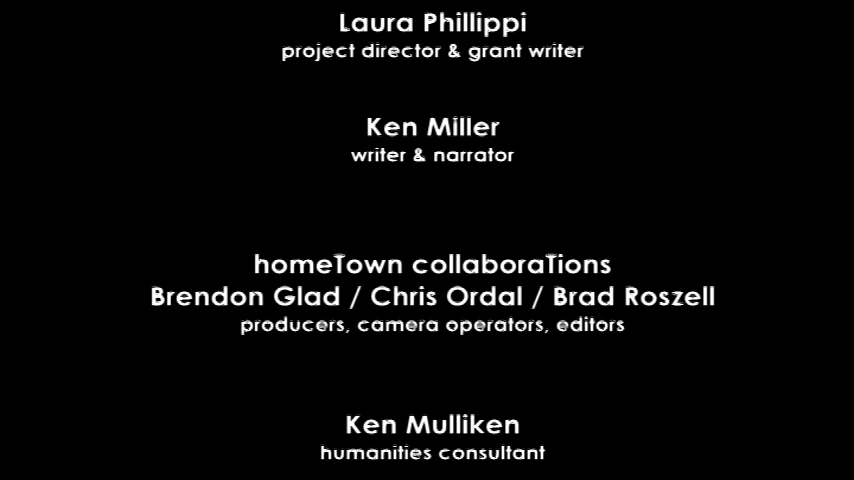 Laura Phillippi
project director & grant writer
Ken Miller
writer & narrator
homeTown collaboraTions
Brendon Glad / Chris Ordal / Brad Roszell
producers, camera operators, editors
Ken Mulliken
humanities consultant